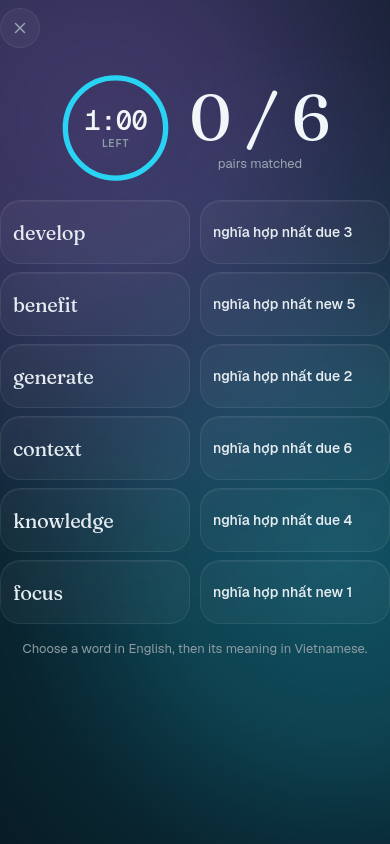 1:00
LEFT
0/6
pairs matched
develop
nghĩa hợp nhất due 3
benefit
nghĩa hợp nhất new 5
generate
nghĩa hợp nhất due 2
context
nghĩa hợp nhất due 6
knowledge
nghĩa hợp nhất due 4
focus
nghĩa hợp nhất new 1
Choose a word in English, then its meaning in Vietnamese.